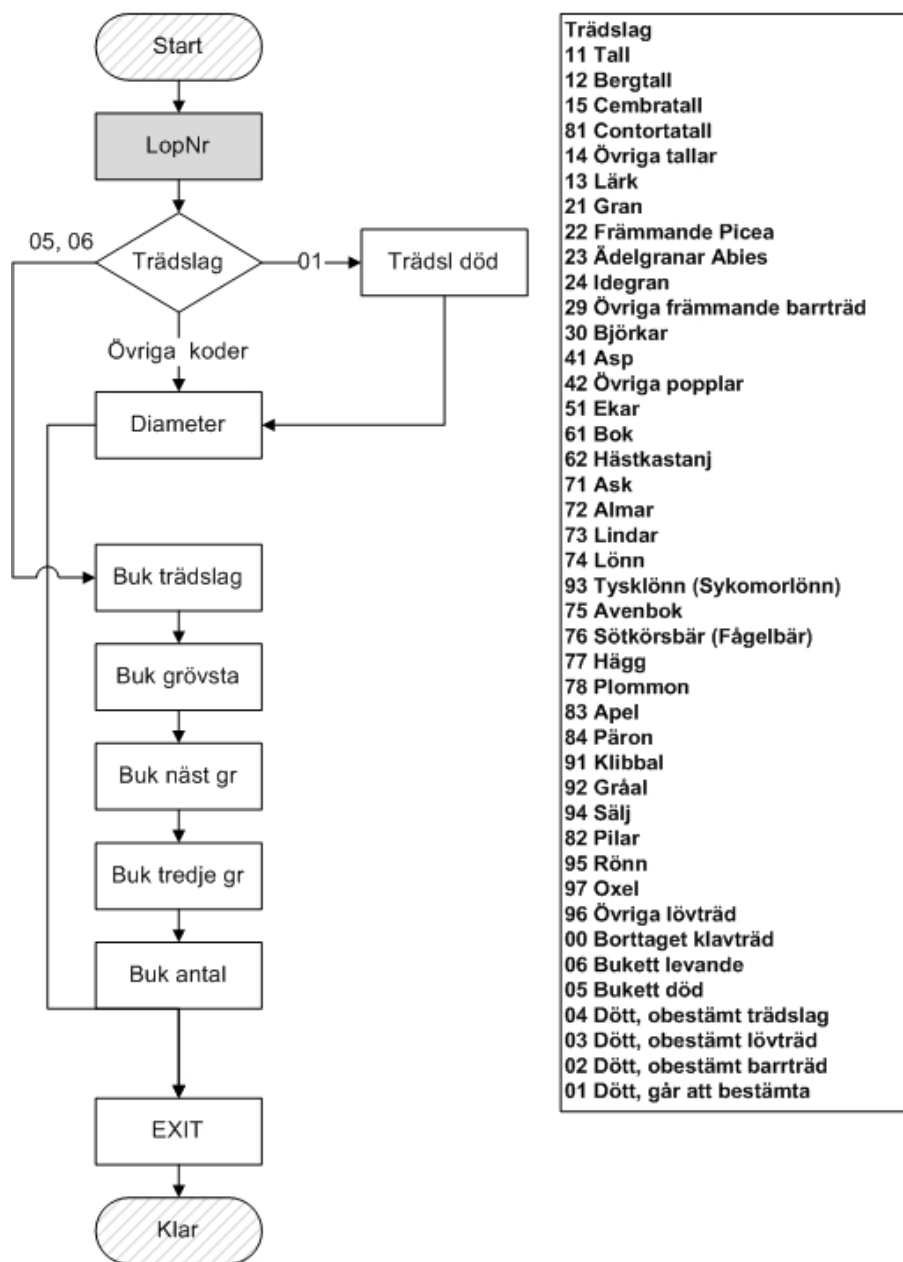 Start
LopNr
05, 06
Trädslag
01
Trädsl död
Övriga koder
Diameter
Buk trädslag
Buk grövsta
Buk näst gr
Buk tredje gr
Buk antal
EXIT
Klar
Trädslag
11 Tall
12 Bergtall
15 Cembratall
81 Contortatall
14 Övriga tallar
13 Lärk
21 Gran
22 Främmande Picea
23 Ädelgranar Abies
24 Idegran
29 Övriga främmande barrträd
30 Björkar
41 Asp
42 Övriga popplar
51 Ekar
61 Bok
62 Hästkastanj
71 Ask
72 Almar
73 Lindar
74 Lönn
93 Tysklönn (Sykomorlönn)
75 Avenbok
76 Sötkörsbär (Fågelbär)
77 Hägg
78 Plommon
83 Apel
84 Päron
91 Klibbal
92 Gråal
94 Sälj
82 Pilar
95 Rönn
97 Oxel
96 Övriga lövträd
00 Borttaget klavträd
06 Bukett levande
05 Bukett död
04 Dött, obestämt trädslag
03 Dött, obestämt lövträd
02 Dött, obestämt barrträd
01 Dött, går att bestämta